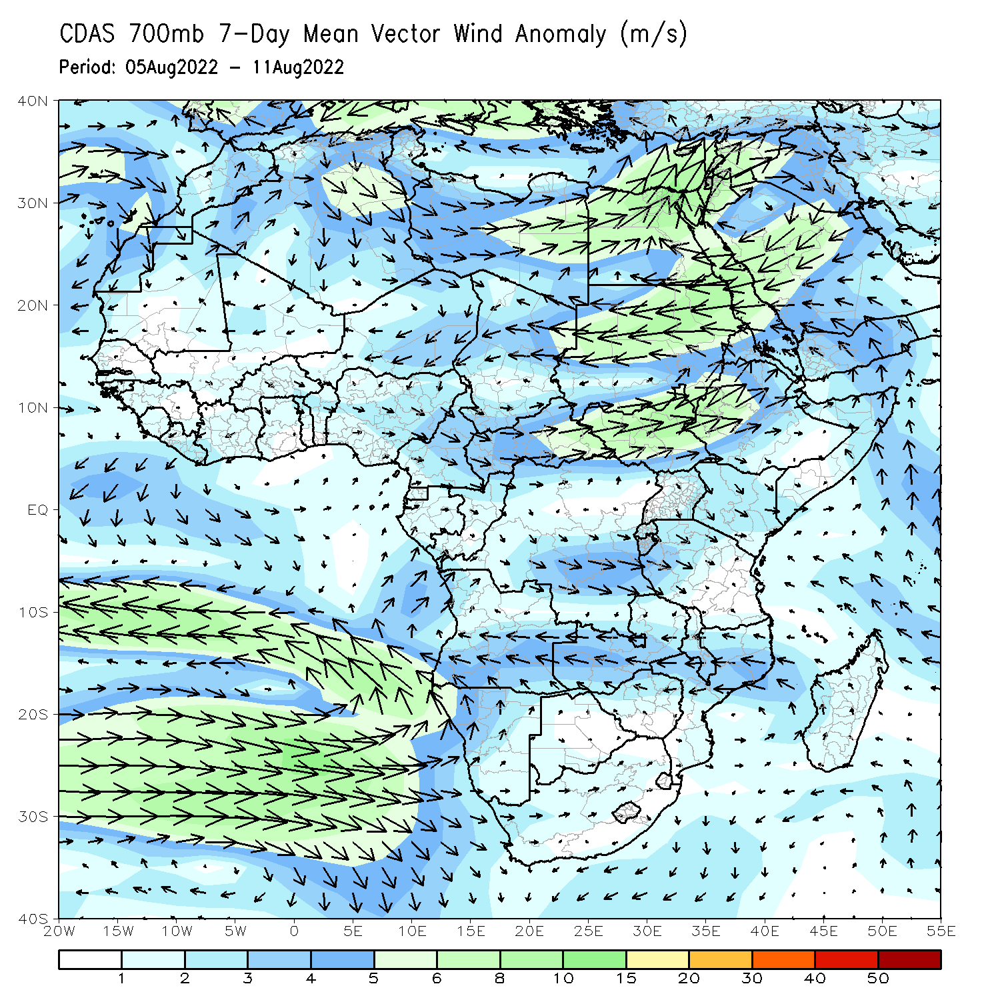 CDAS 700mb 7-Day Mean Vector Wind Anomaly (m/s)
Period: 05Aug2022 - 11Aug2022
40N
30N
20N
10N
EQ
10S
20S
30S
40S
20W 15W 10W 5W 0 5E 10E 15E 20E 25E 30E 35E 40E 45E 50E 55E
1 2 3 4 5 6 8 10 15 20 30 40 50